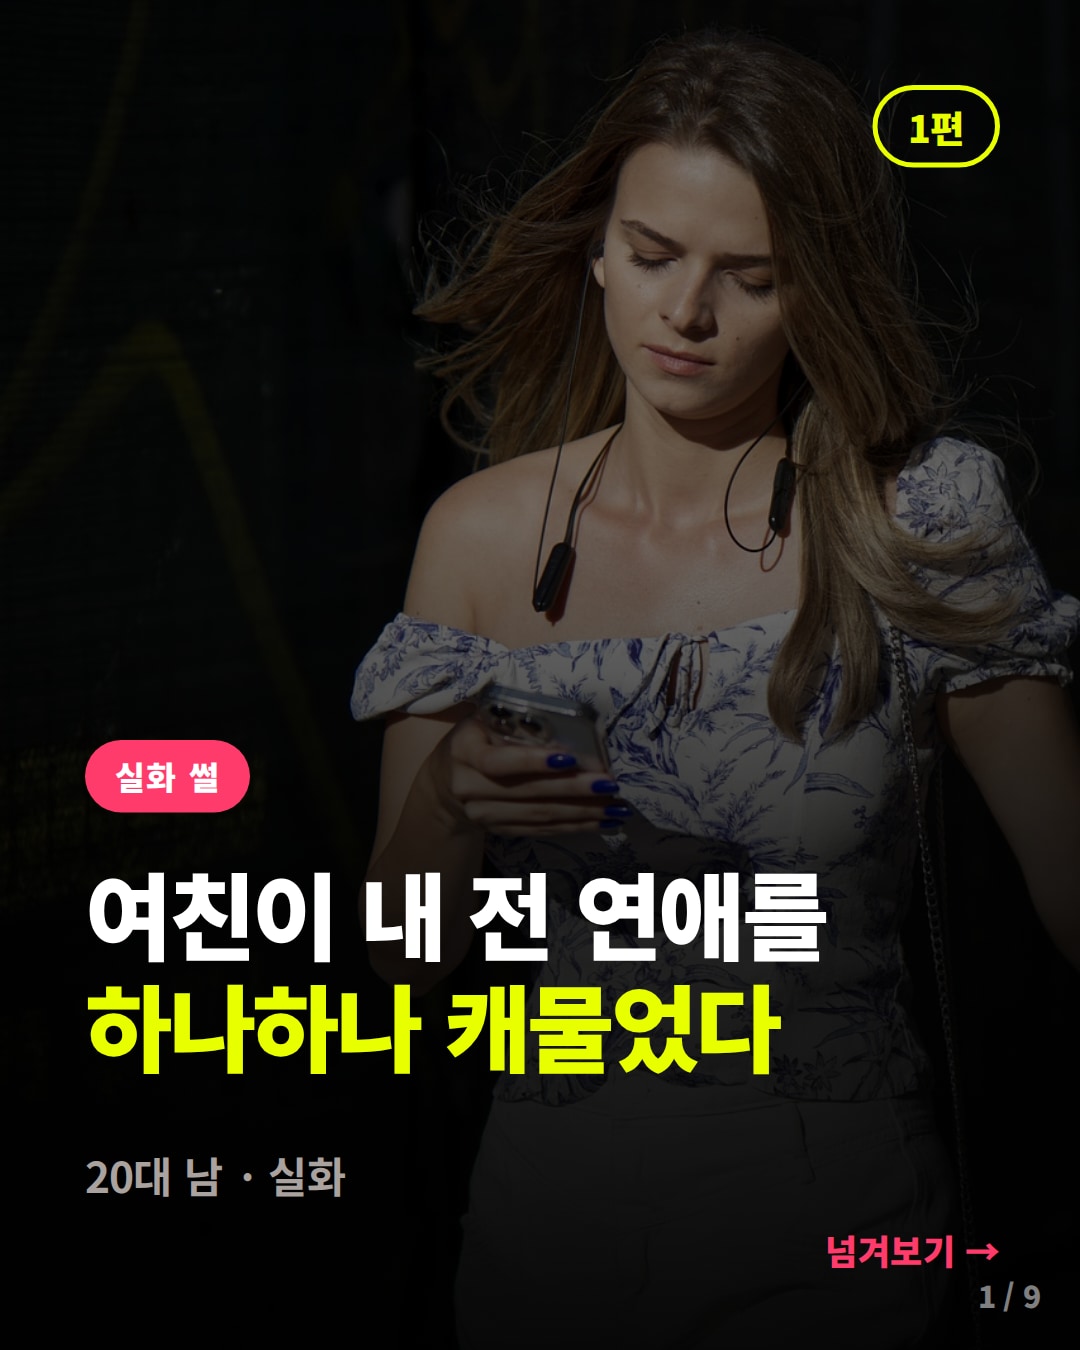 1편
실화 썰
여친이 내 전 연애를
하나하나 캐물었다
20대 남 · 실화
넘겨보기 →
1 / 9